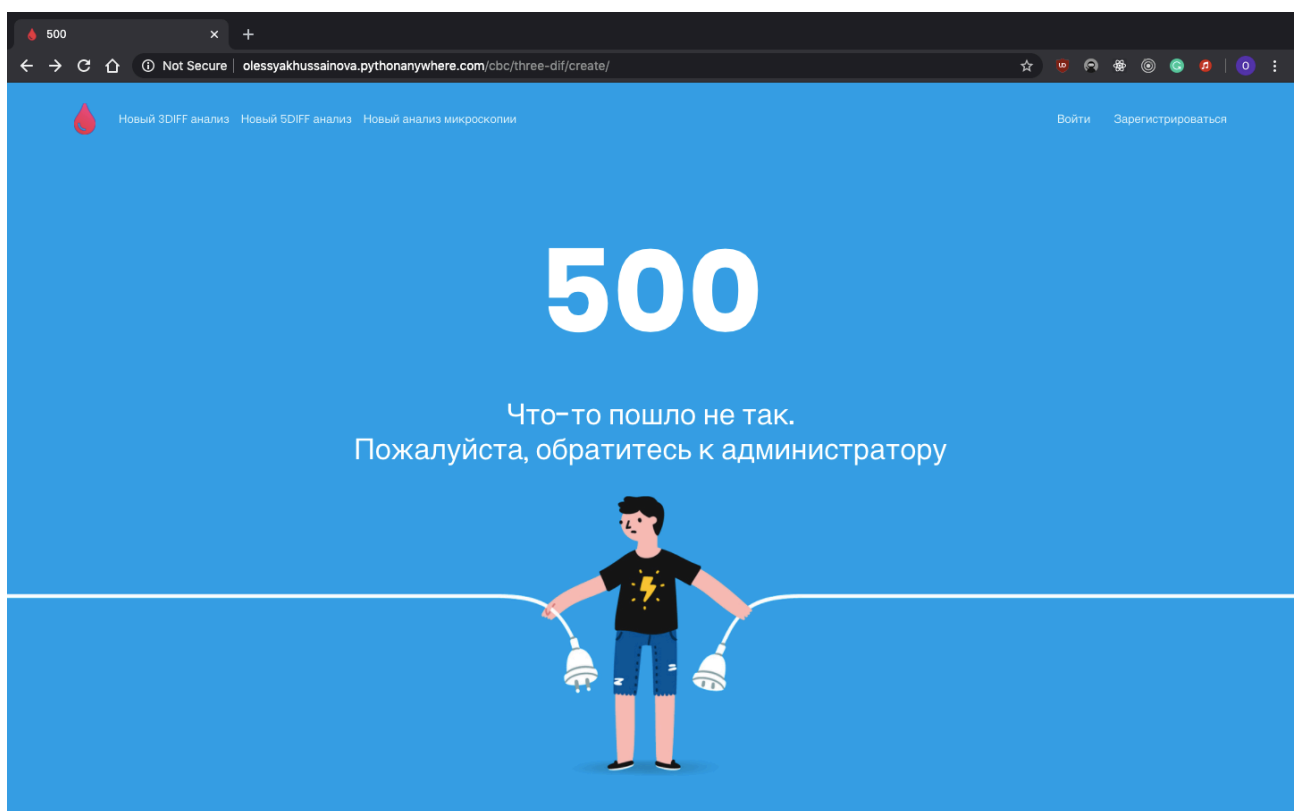 500
Not Secure | olessyakhussainova.pythonanywhere.com/cbc/three-dif/create/
Новый 3DIFF анализ Новый 5DIFF анализ Новый анализ микроскопии Войти Зарегистрироваться
500
Что-то пошло не так.
Пожалуйста, обратитесь к администратору